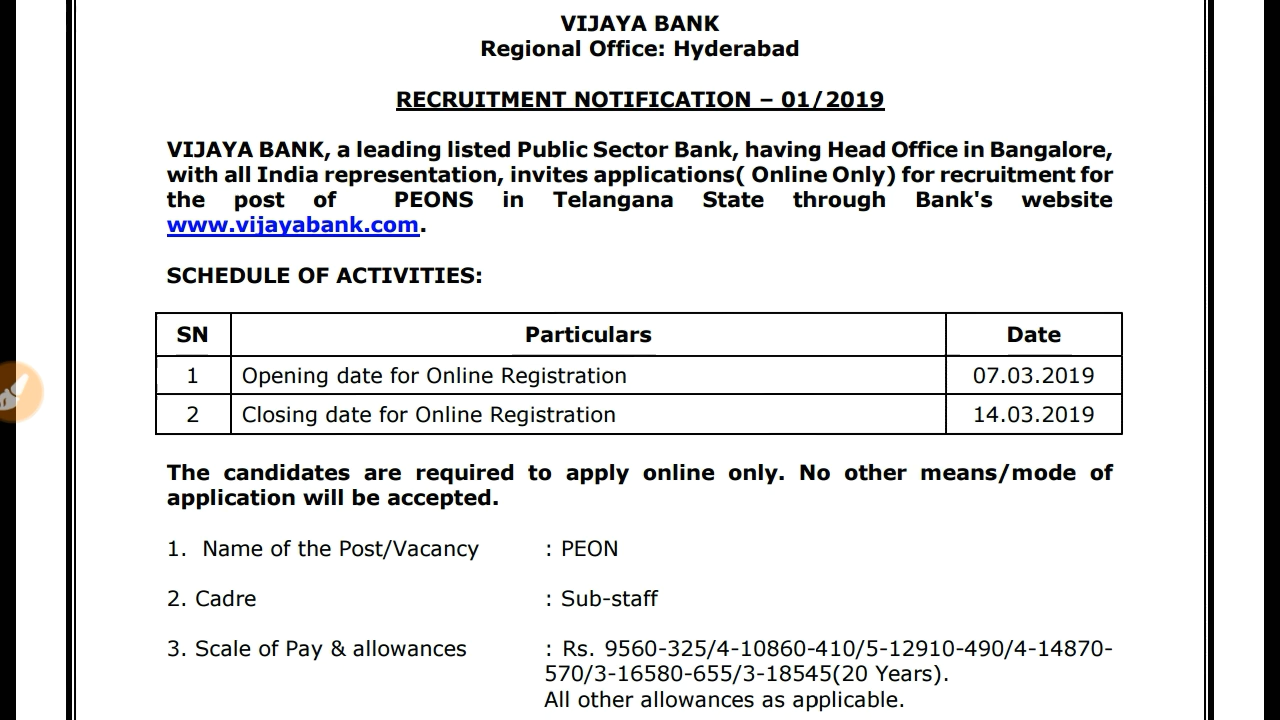 VIJAYA BANK
Regional Office: Hyderabad
RECRUITMENT NOTIFICATION – 01/2019
VIJAYA BANK, a leading listed Public Sector Bank, having Head Office in Bangalore,
with all India representation, invites applications( Online Only) for recruitment for
the post of PEONS in Telangana State through Bank's website
www.vijayabank.com.
SCHEDULE OF ACTIVITIES:
SN Particulars Date
1 Opening date for Online Registration 07.03.2019
2 Closing date for Online Registration 14.03.2019
The candidates are required to apply online only. No other means/mode of
application will be accepted.
1. Name of the Post/Vacancy : PEON
2. Cadre : Sub-staff
3. Scale of Pay & allowances : Rs. 9560-325/4-10860-410/5-12910-490/4-14870-
570/3-16580-655/3-18545(20 Years).
All other allowances as applicable.